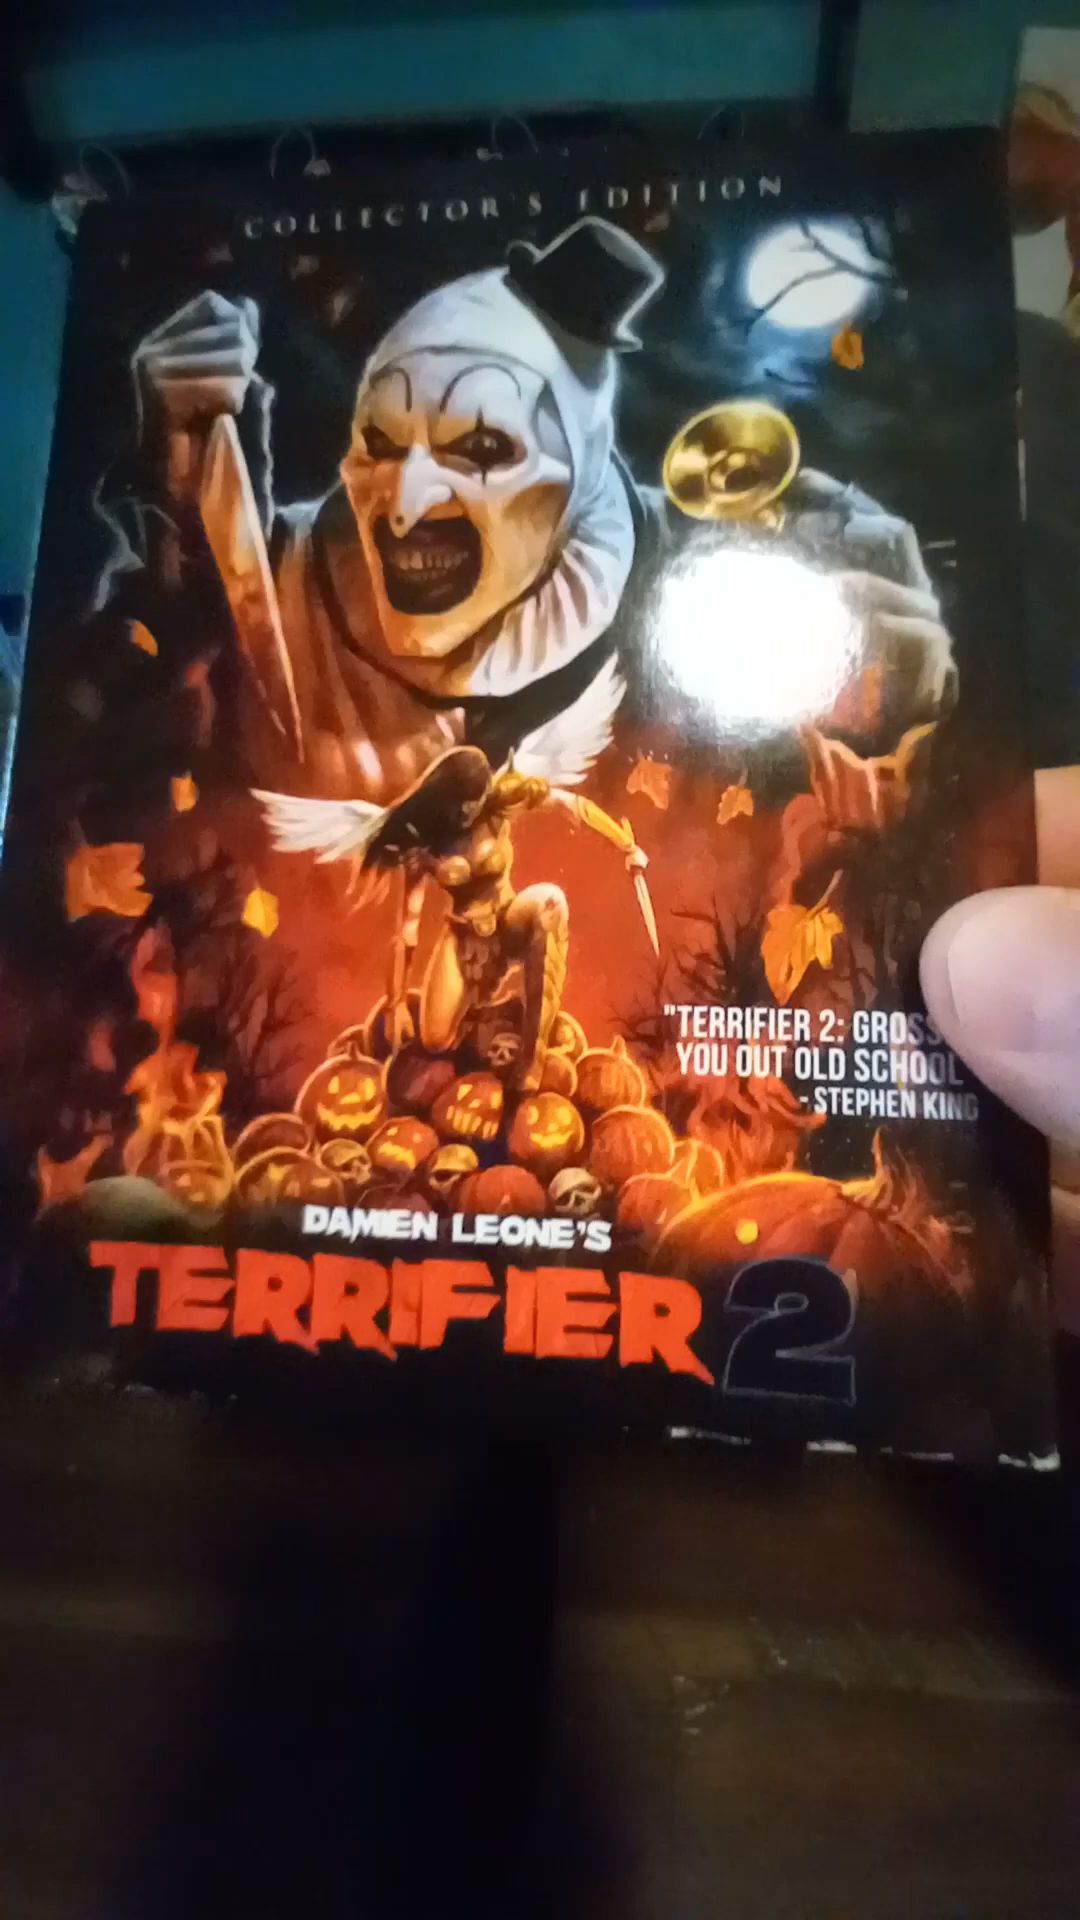 COLLECTOR'S EDITION
"TERRIFIER 2: GROSS
YOU OUT OLD SCHOOL
- STEPHEN KING
DAMIEN LEONE'S
TERRIFIER 2